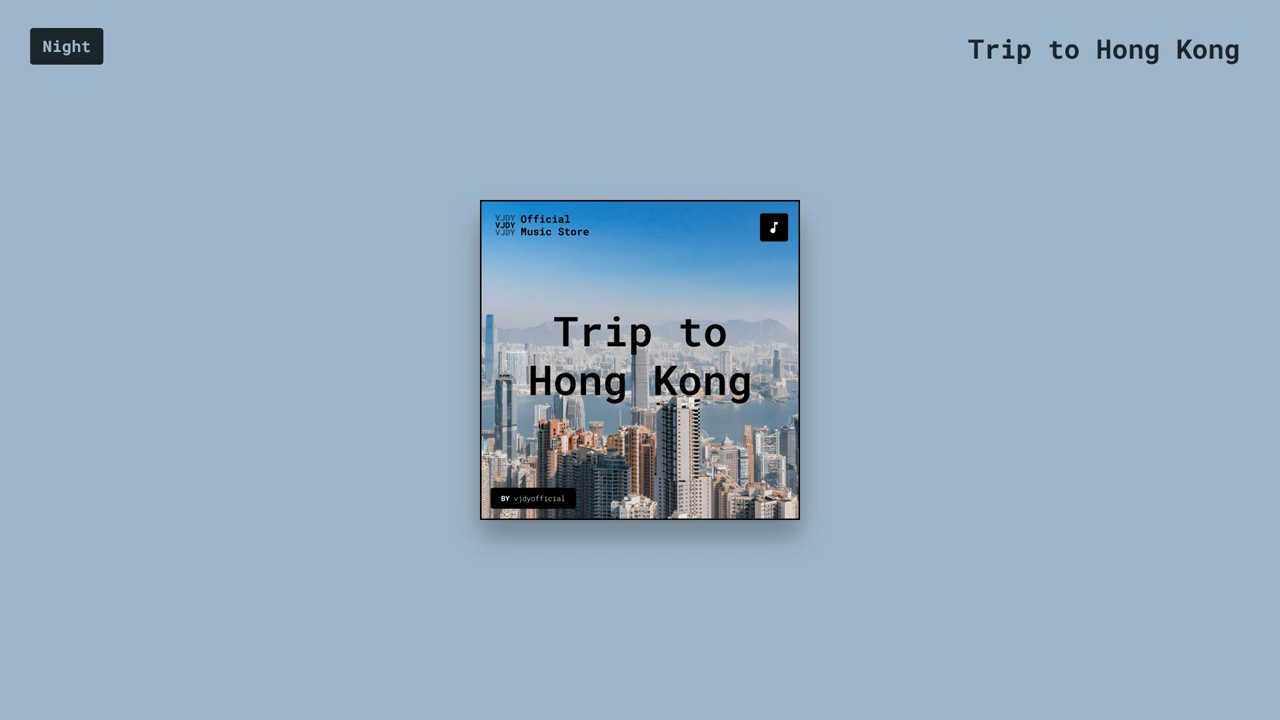 Night
Trip to Hong Kong
VJDY
VJDY
VJDY
Official
Music Store
Trip to
Hong Kong
BY vjdyofficial